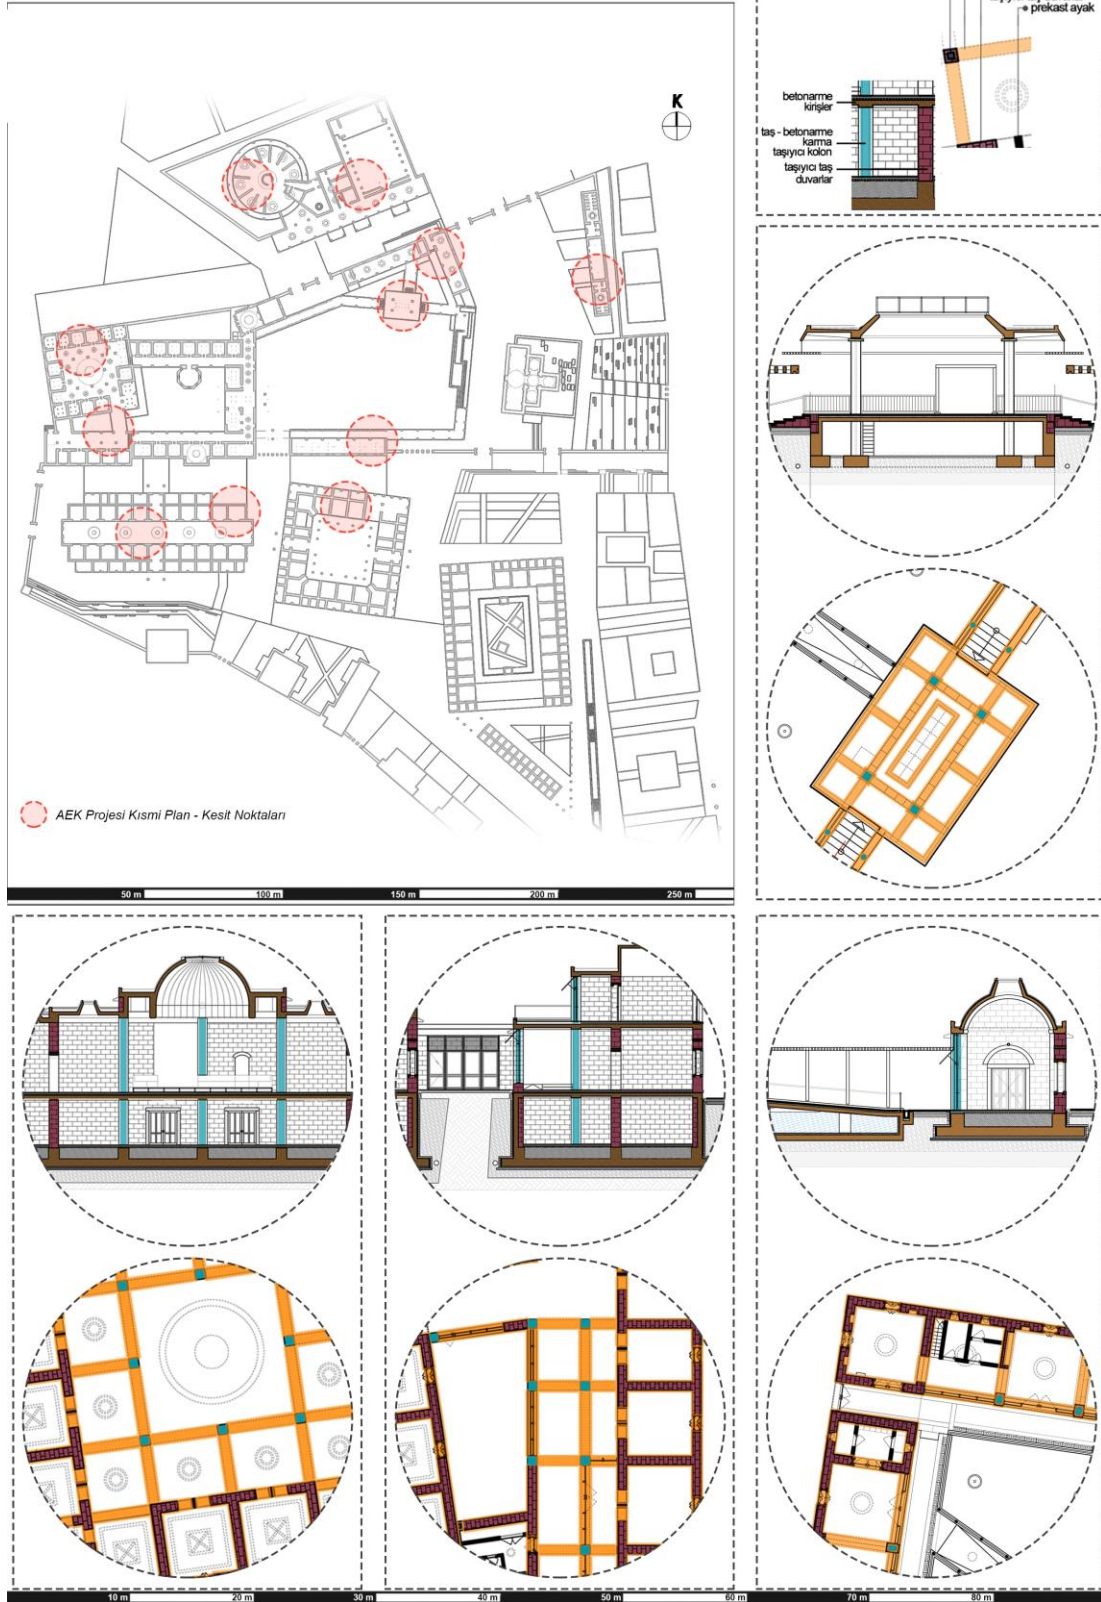 prekast ayak
K
betonarme
kirişler
taş - betonarme
karma
taşıyıcı kolon
taşıyıcı taş
duvarlar
AEK Projesi Kısmi Plan - Kesit Noktaları
50 m
100 m
150 m
200 m
250 m
10 m
20 m
30 m
40 m
50 m
60 m
70 m
80 m